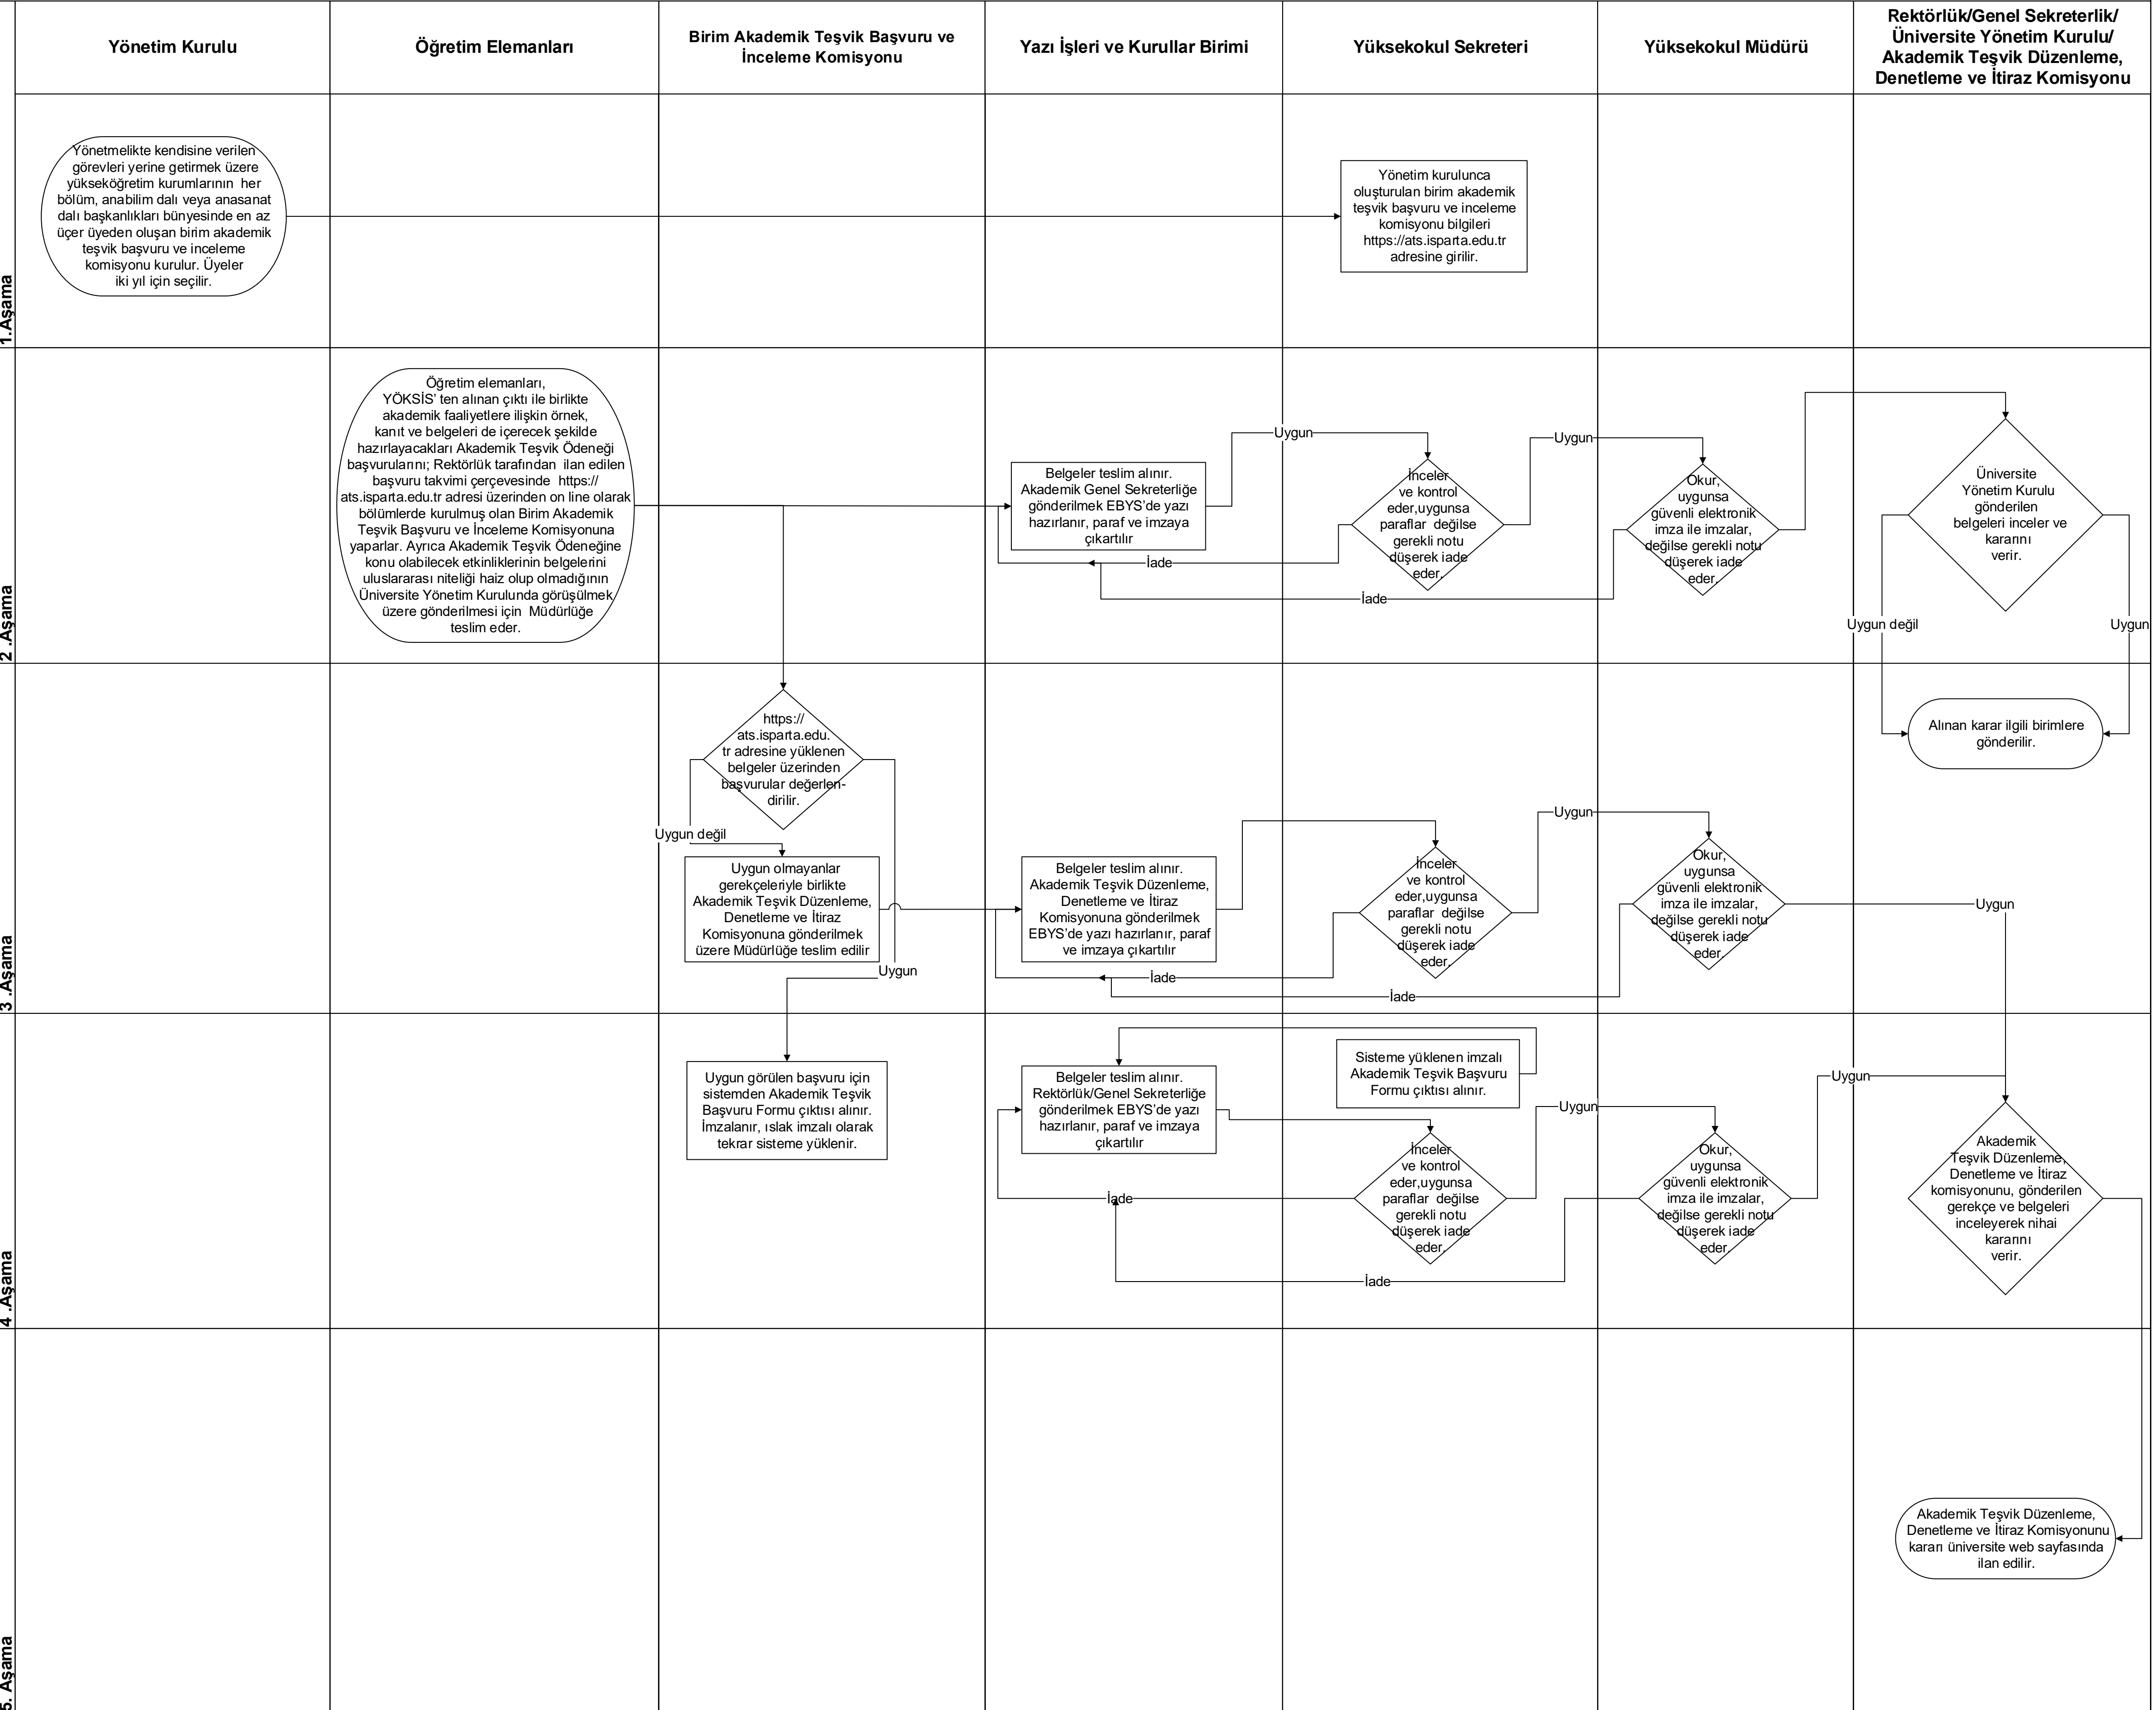 Yönetim Kurulu
Öğretim Elemanları
Birim Akademik Teşvik Başvuru ve
İnceleme Komisyonu
Yazı İşleri ve Kurullar Birimi
Yüksekokul Sekreteri
Yüksekokul Müdürü
Rektörlük/Genel Sekreterlik/
Üniversite Yönetim Kurulu/
Akademik Teşvik Düzenleme,
Denetleme ve İtiraz Komisyonu
1.Aşama
Yönetmelikte kendisine verilen
görevleri yerine getirmek üzere
yükseköğretim kurumlarının her
bölüm, anabilim dalı veya anasanat
dalı başkanlıkları bünyesinde en az
üçer üyeden oluşan birim akademik
teşvik başvuru ve inceleme
komisyonu kurulur. Üyeler
iki yıl için seçilir.
Yönetim kurulunca
oluşturulan birim akademik
teşvik başvuru ve inceleme
komisyonu bilgileri
https://ats.isparta.edu.tr
adresine girilir.
2 .Aşama
Öğretim elemanları,
YÖKSİS' ten alınan çıktı ile birlikte
akademik faaliyetlere ilişkin örnek,
kanıt ve belgeleri de içerecek şekilde
hazırlayacakları Akademik Teşvik Ödeneği
başvurularını; Rektörlük tarafından ilan edilen
başvuru takvimi çerçevesinde https://
ats.isparta.edu.tr adresi üzerinden on line olarak
bölümlerde kurulmuş olan Birim Akademik
Teşvik Başvuru ve İnceleme Komisyonuna
yaparlar. Ayrıca Akademik Teşvik Ödeneğine
konu olabilecek etkinliklerinin belgelerini
uluslararası niteliği haiz olup olmadığının
Üniversite Yönetim Kurulunda görüşülmek
üzere gönderilmesi için Müdürlüğe
teslim eder.
Belgeler teslim alınır.
Akademik Genel Sekreterliğe
gönderilmek EBYS'de yazı
hazırlanır, paraf ve imzaya
çıkartılır
Uygun
İnceler
ve kontrol
eder,uygunsa
paraflar değilse
gerekli notu
düşerek iade
eder.
İade
Uygun
Okur,
uygunsa
güvenli elektronik
imza ile imzalar,
değilse gerekli notu
düşerek iade
eder.
İade
Üniversite
Yönetim Kurulu
gönderilen
belgeleri inceler ve
kararını
verir.
Uygun değil
Uygun
3 .Aşama
Alınan karar ilgili birimlere
gönderilir.
https://
ats.isparta.edu.
tr adresine yüklenen
belgeler üzerinden
başvurular değerlen-
dirilir.
Uygun değil
Uygun olmayanlar
gerekçeleriyle birlikte
Akademik Teşvik Düzenleme,
Denetleme ve İtiraz
Komisyonuna gönderilmek
üzere Müdürlüğe teslim edilir
Uygun
Belgeler teslim alınır.
Akademik Teşvik Düzenleme,
Denetleme ve İtiraz
Komisyonuna gönderilmek
EBYS'de yazı hazırlanır, paraf
ve imzaya çıkartılır
İnceler
ve kontrol
eder,uygunsa
paraflar değilse
gerekli notu
düşerek iade
eder.
İade
Uygun
Okur,
uygunsa
güvenli elektronik
imza ile imzalar,
değilse gerekli notu
düşerek iade
eder.
İade
Uygun
4 .Aşama
Uygun görülen başvuru için
sistemden Akademik Teşvik
Başvuru Formu çıktısı alınır.
İmzalanır, ıslak imzalı olarak
tekrar sisteme yüklenir.
Belgeler teslim alınır.
Rektörlük/Genel Sekreterliğe
gönderilmek EBYS'de yazı
hazırlanır, paraf ve imzaya
çıkartılır
Sisteme yüklenen imzalı
Akademik Teşvik Başvuru
Formu çıktısı alınır.
İnceler
ve kontrol
eder,uygunsa
paraflar değilse
gerekli notu
düşerek iade
eder.
İade
Uygun
Okur,
uygunsa
güvenli elektronik
imza ile imzalar,
değilse gerekli notu
düşerek iade
eder.
İade
Uygun
Akademik
Teşvik Düzenleme,
Denetleme ve İtiraz
komisyonunu, gönderilen
gerekçe ve belgeleri
inceleyerek nihai
kararını
verir.
5. Aşama
Akademik Teşvik Düzenleme,
Denetleme ve İtiraz Komisyonunu
kararı üniversite web sayfasında
ilan edilir.